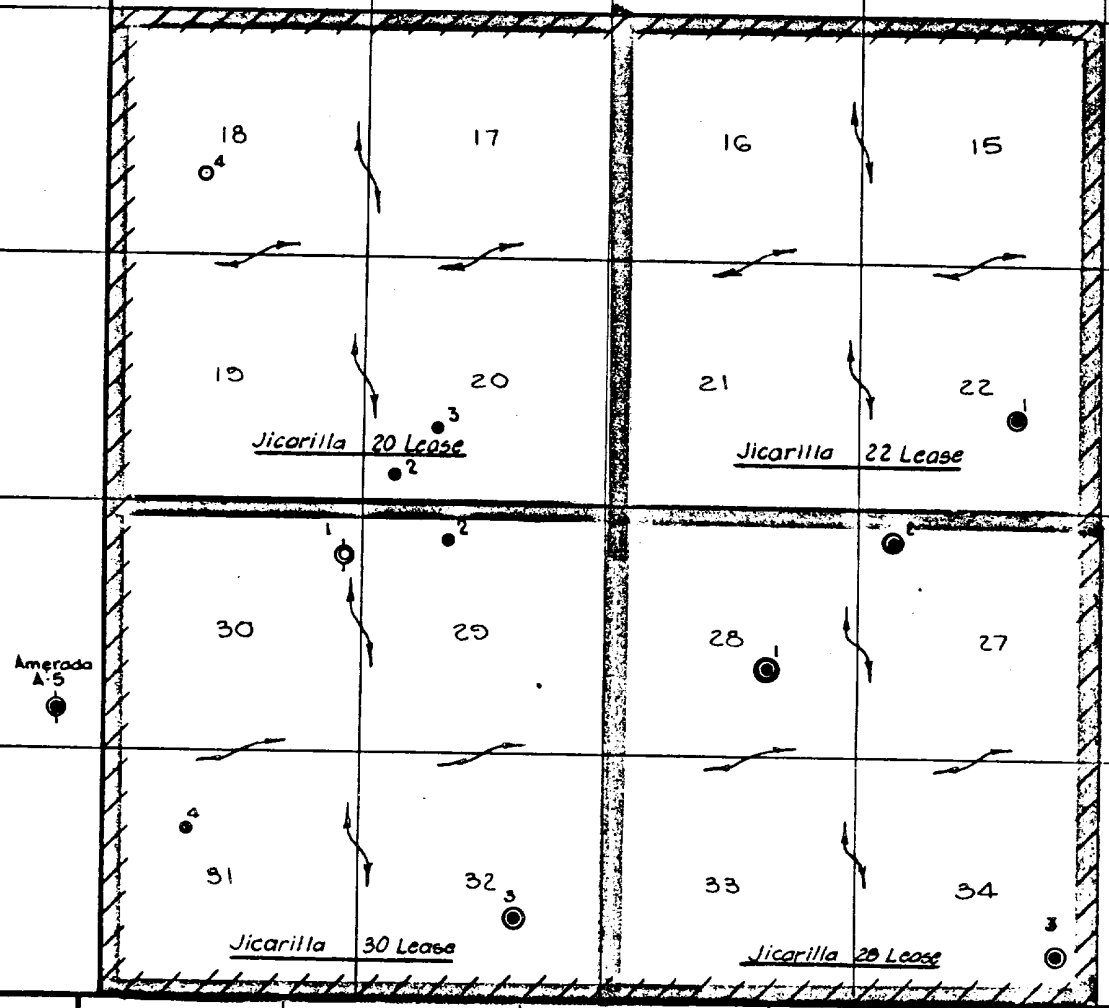 18 17 16 15
4
19 20 21 22
3 1
Jicarilla 20 Lease Jicarilla 22 Lease
2
1 2 2
30 29 28 27
1
Amerada
A-5
4
31 32 33 34
3 3
Jicarilla 30 Lease Jicarilla 28 Lease